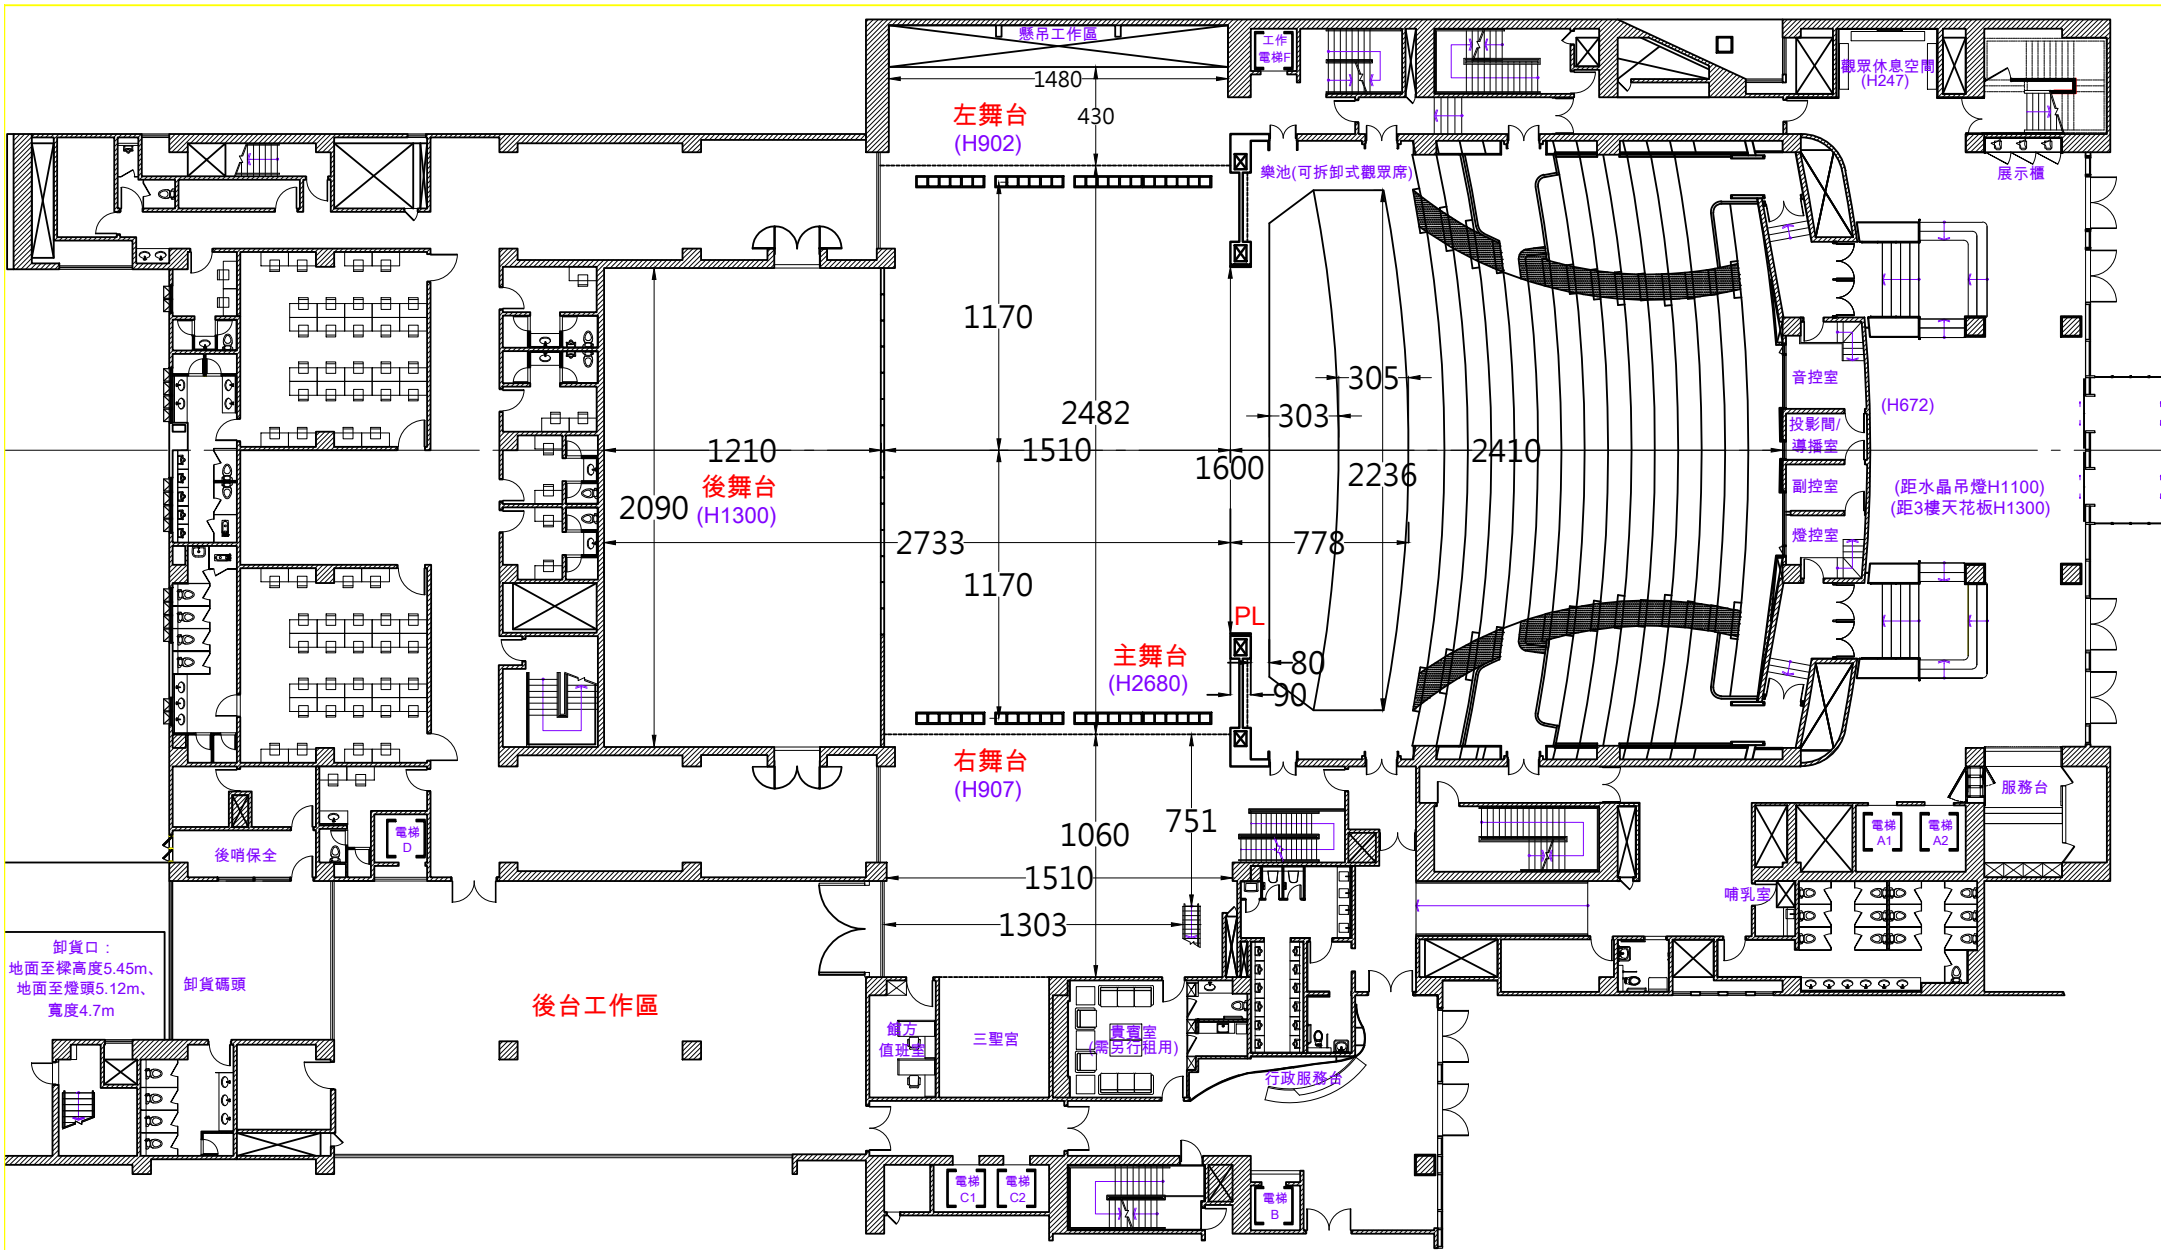 懸吊工作區
工作
電梯F
1480
觀眾休息空間
(H247)
左舞台
(H902)
430
樂池(可拆卸式觀眾席)
展示櫃
1170
2482
305
303
音控室
(H672)
投影間/
導播室
1210
1510
1600
2236
2410
後舞台
(H1300)
2090
副控室
(距水晶吊燈H1100)
(距3樓天花板H1300)
燈控室
2733
778
1170
PL
主舞台
(H2680)
80
90
右舞台
(H907)
1060
751
服務台
電梯
D
電梯
A1
電梯
A2
後哨保全
1510
哺乳室
1303
卸貨口：
地面至樑高度5.45m、
地面至燈頭5.12m、
寬度4.7m
卸貨碼頭
後台工作區
館方
值班室
三聖宮
貴賓室
(需另行租用)
行政服務台
電梯
C1
電梯
C2
電梯
B